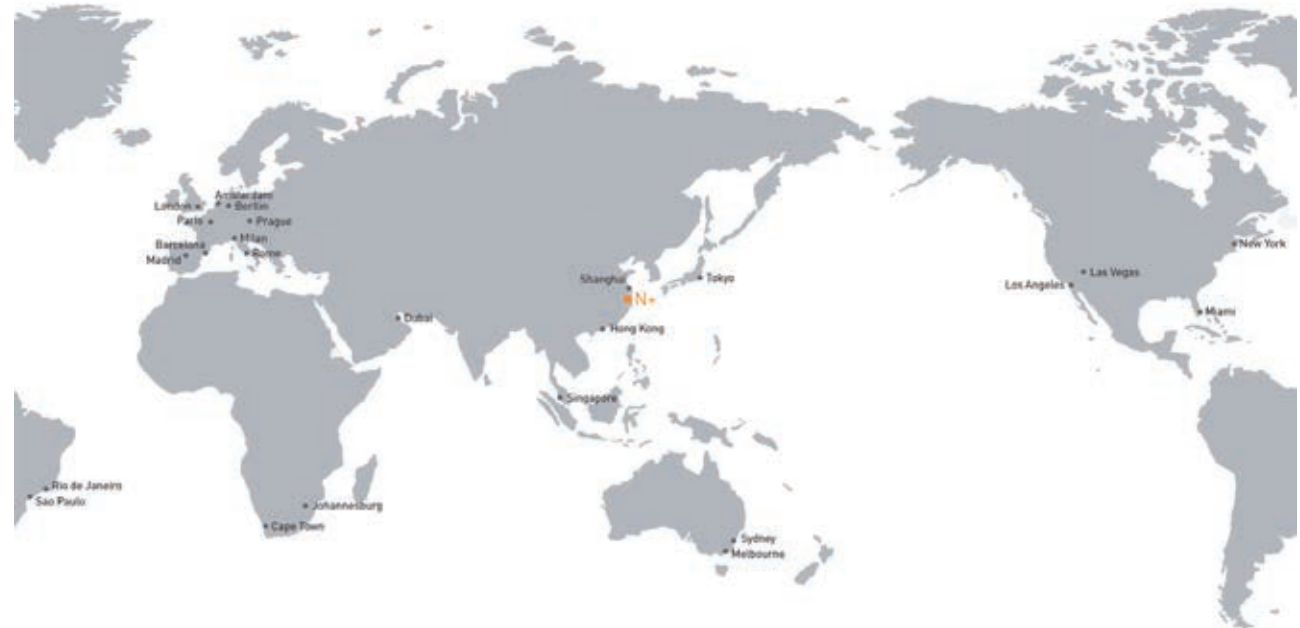 Amsterdam
London
Berlin
Paris
Prague
Milan
Barcelona
Madrid
Rome
Shanghai
Tokyo
N+
Dubai
Hong Kong
Singapore
New York
Las Vegas
Los Angeles
Miami
Rio de Janeiro
Sao Paulo
Johannesburg
Cape Town
Sydney
Melbourne